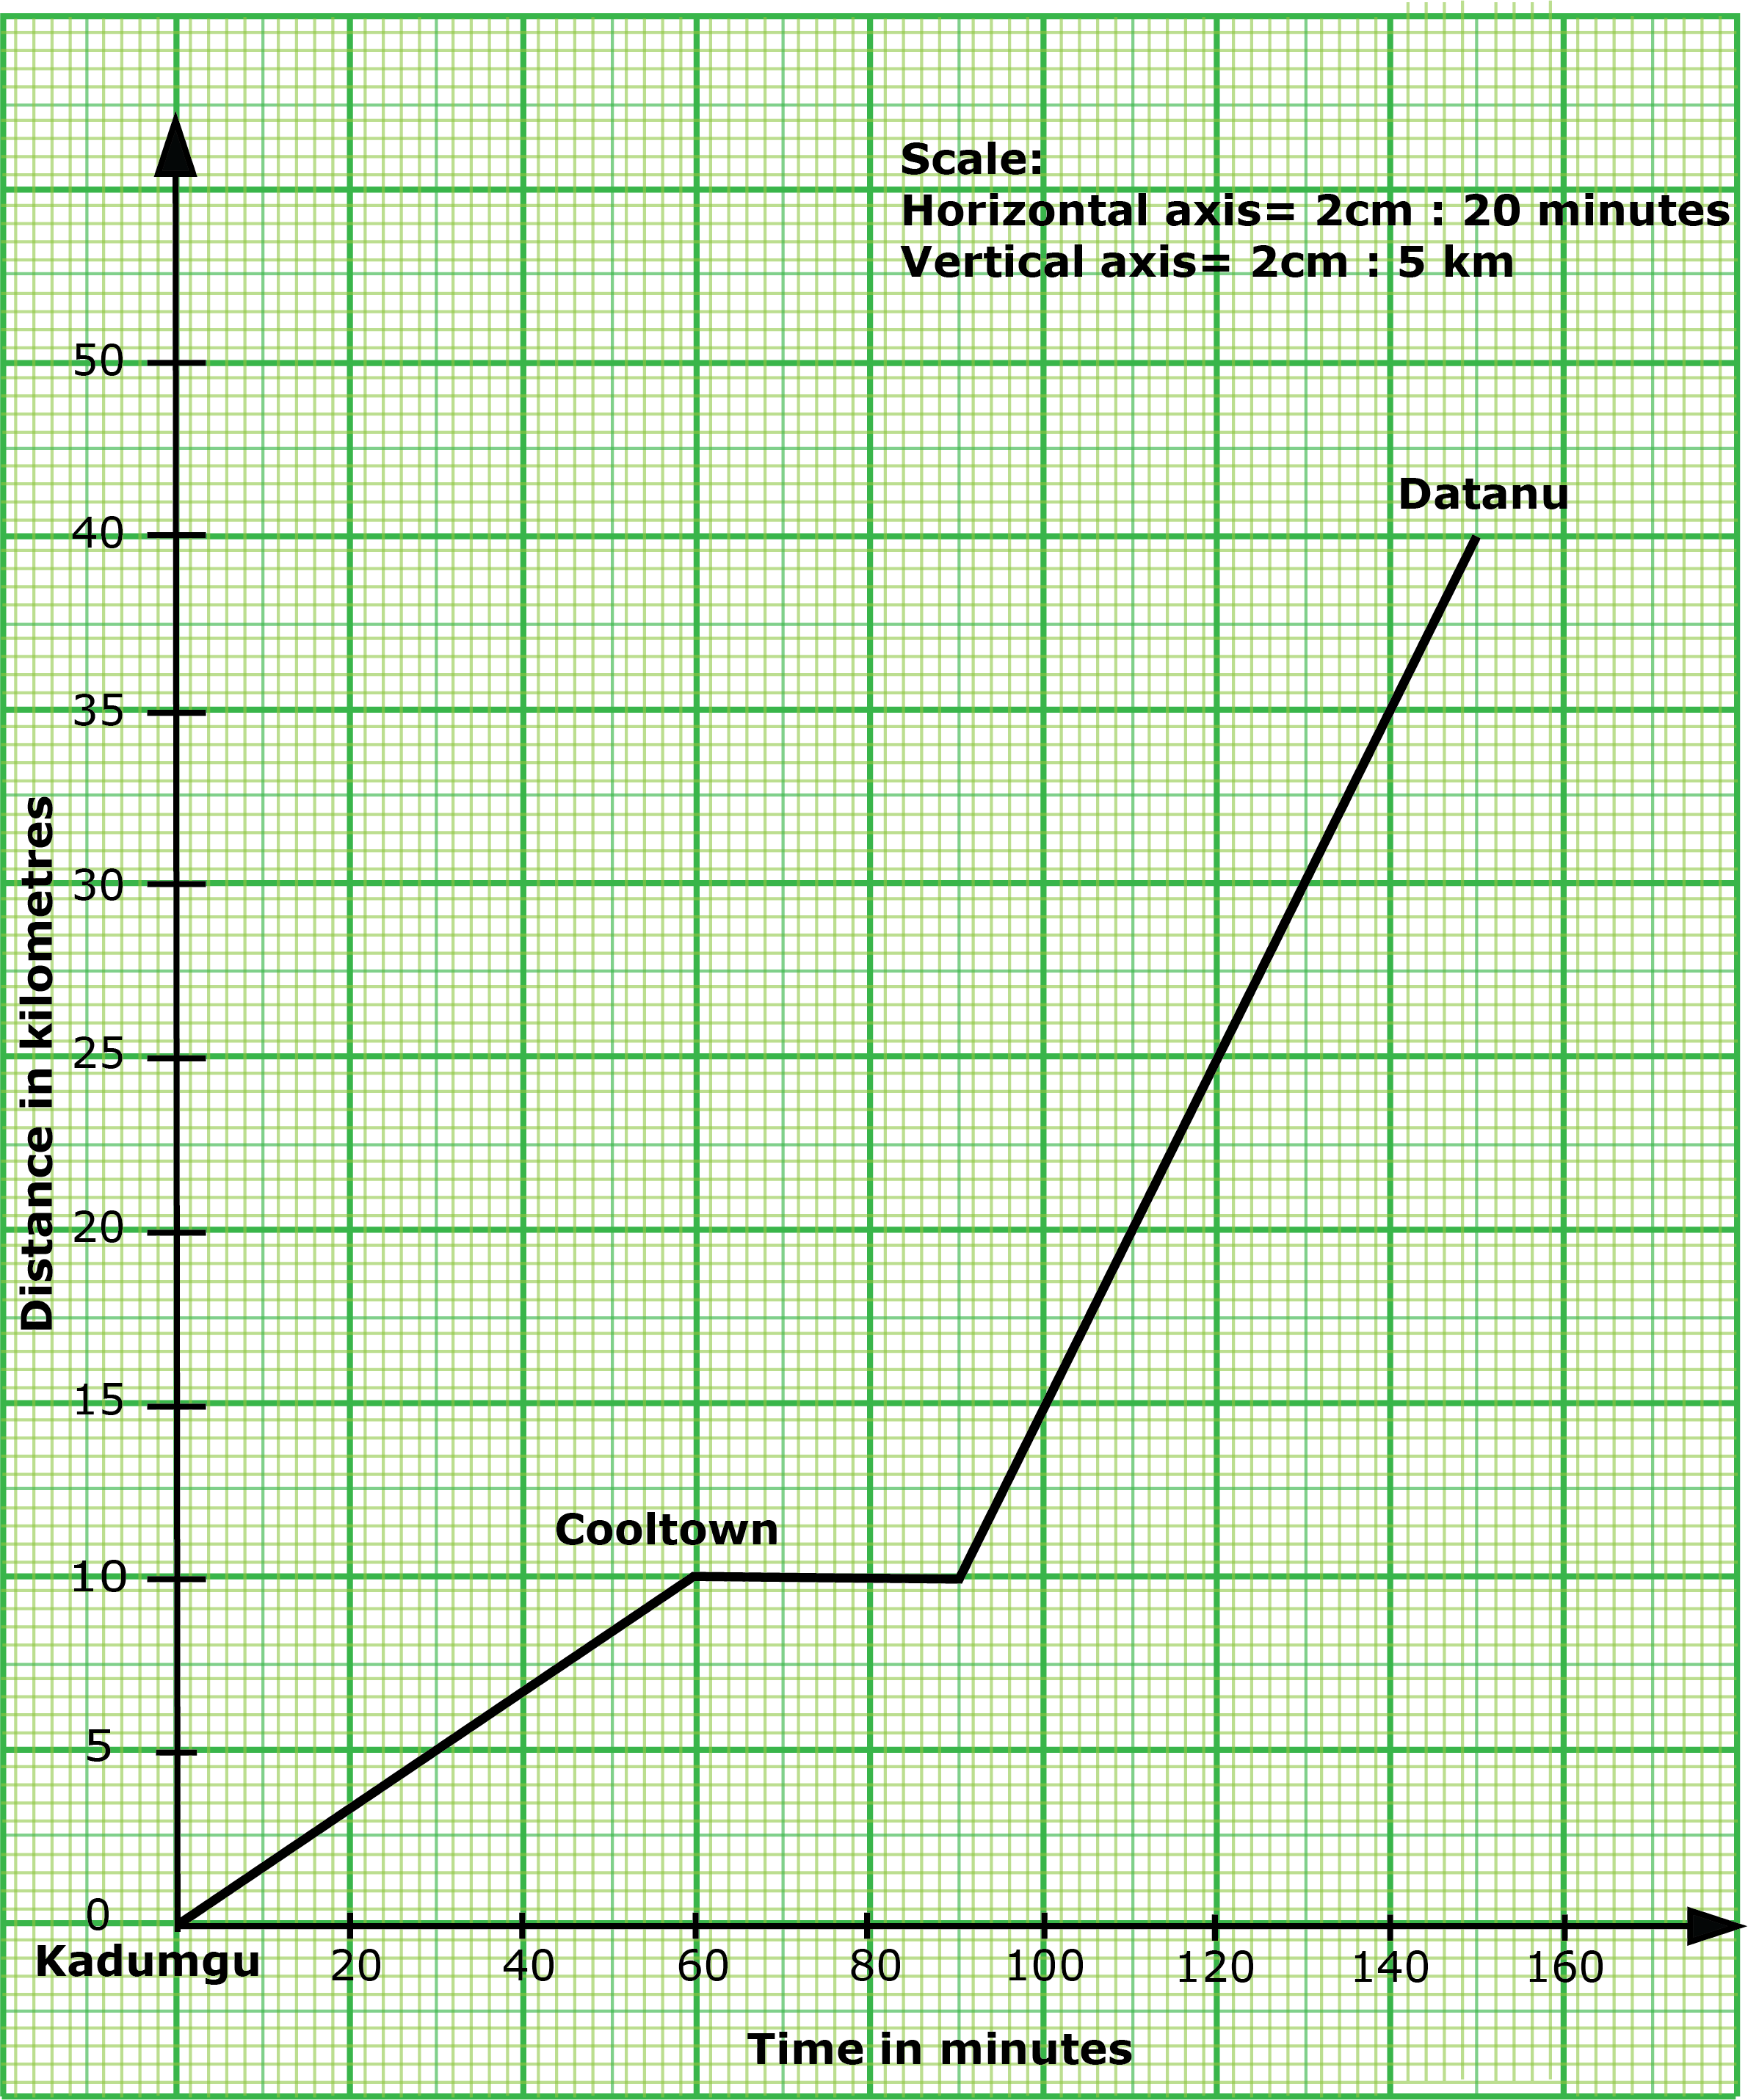 Scale:
Horizontal axis= 2cm : 20 minutes
Vertical axis= 2cm : 5 km
50
Datanu
40
35
30
25
20
15
Cooltown
10
5
0
Distance in kilometres
Kadumgu
20 40 60 80 100 120 140 160
Time in minutes